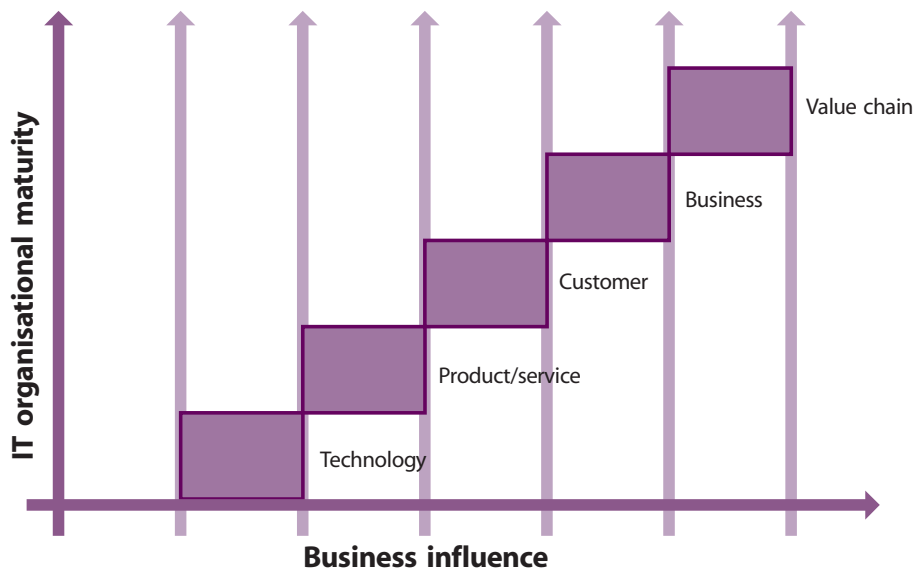 IT organisational maturity
Value chain
Business
Customer
Product/service
Technology
Business influence